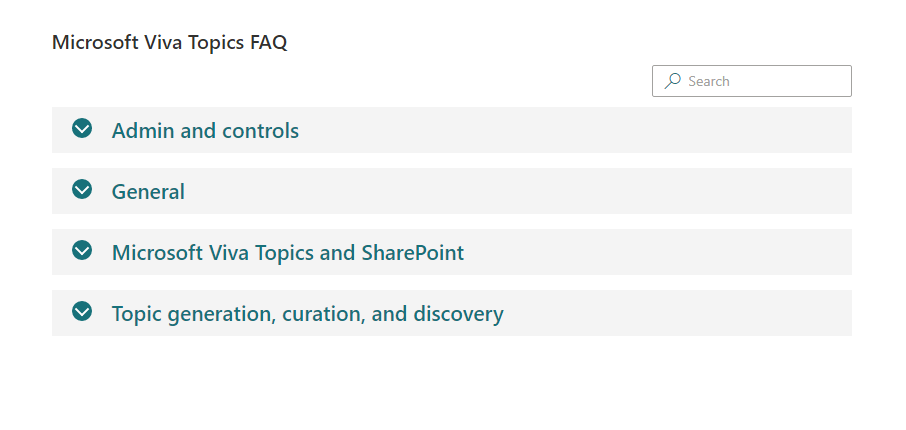 Microsoft Viva Topics FAQ
Search
Admin and controls
General
Microsoft Viva Topics and SharePoint
Topic generation, curation, and discovery